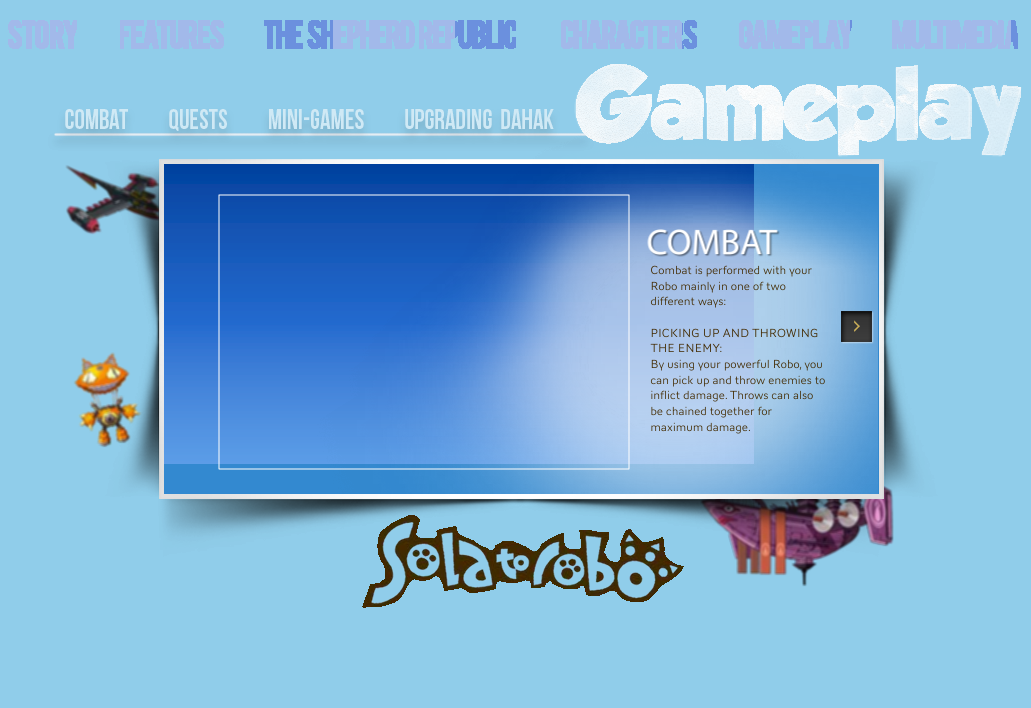 STORY FEATURES THE SHEPHERD REPUBLIC CHARACTERS GAMEPLAY MULTIMEDIA
Gameplay
COMBAT QUESTS MINI-GAMES UPGRADING DAHAK
COMBAT
Combat is performed with your
Robo mainly in one of two
different ways:
PICKING UP AND THROWING
THE ENEMY:
By using your powerful Robo, you
can pick up and throw enemies to
inflict damage. Throws can also
be chained together for
maximum damage.
Solatorobo